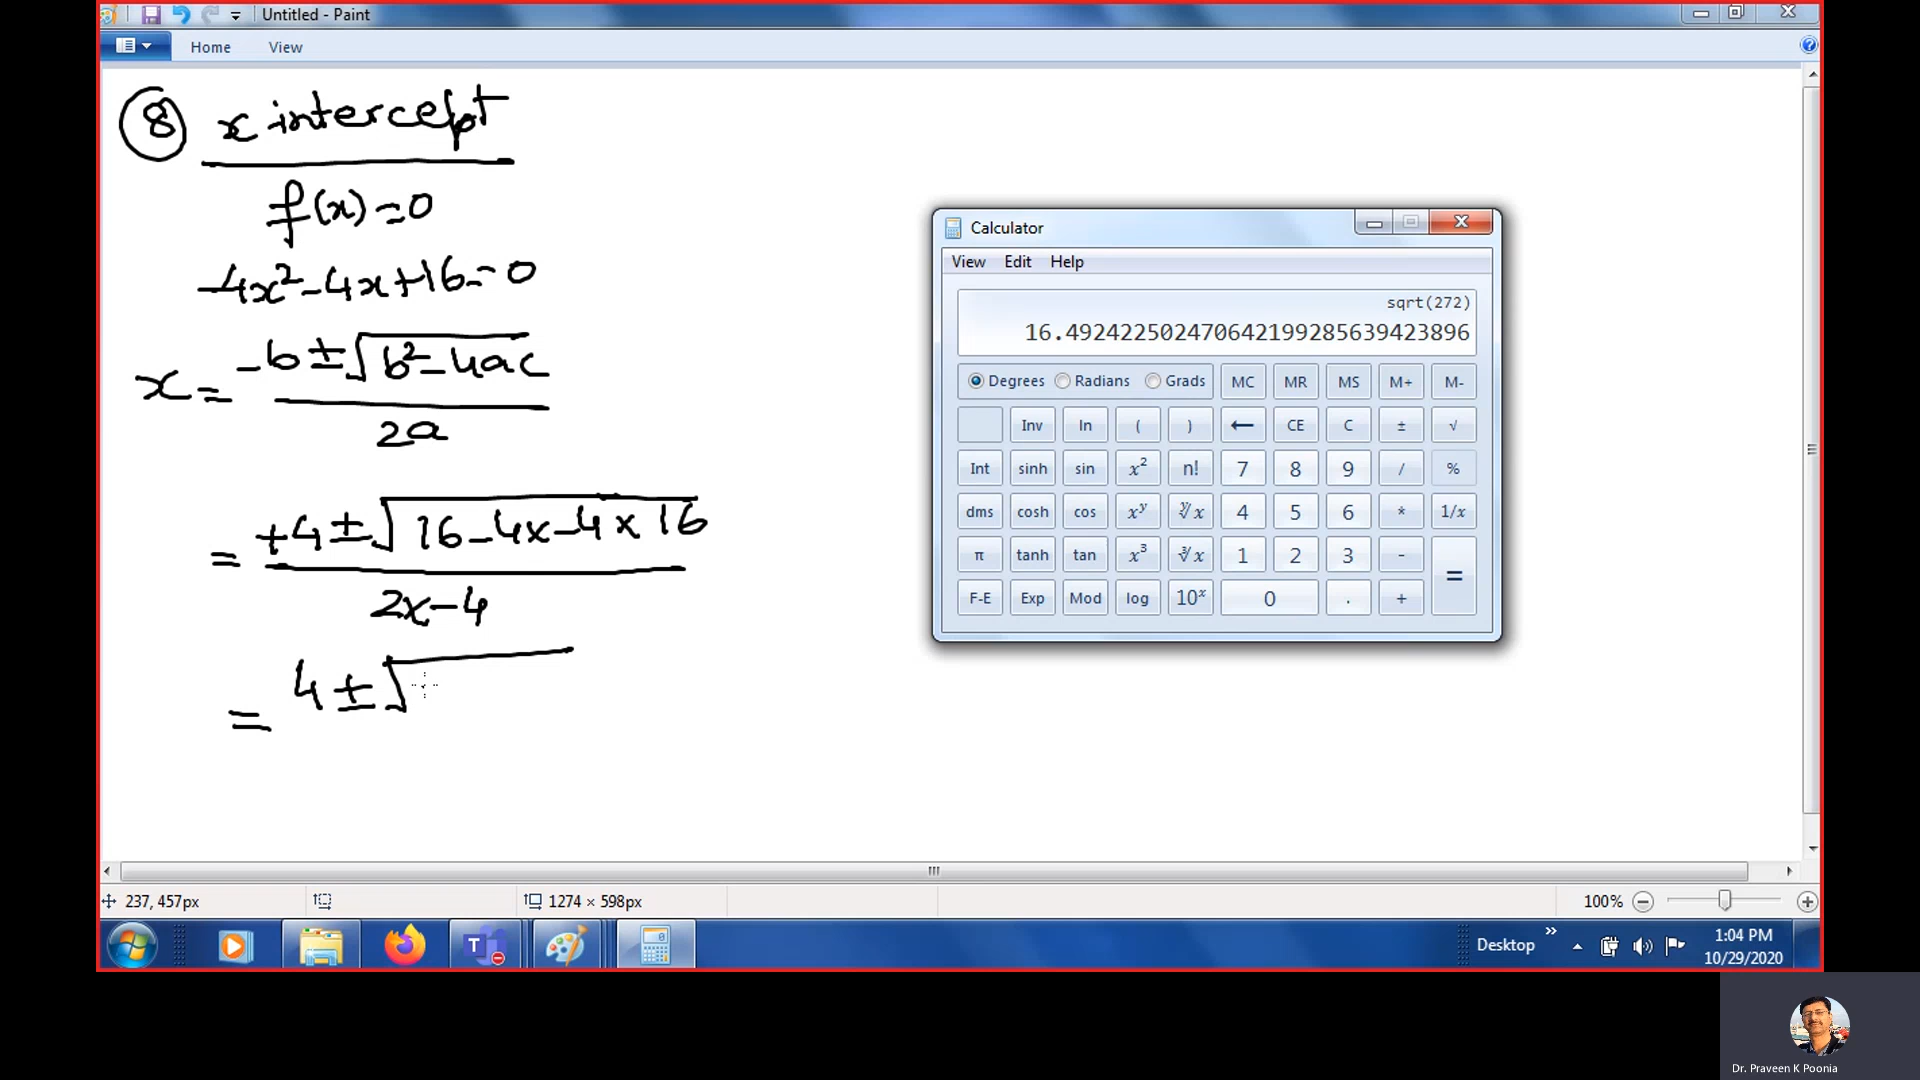 Untitled - Paint
Home View
⑧ x intercept
f(x)=0
-4x²-4x+16=0
x = -b±√b²-4ac
2a
= +4±√16-4x-4x16
2x-4
= 4±√
Calculator
View Edit Help
sqrt(272)
16.492422502470642199285639423896
Degrees Radians Grads MC MR MS M+ M-
Inv ln ( ) ← CE C ± √
Int sinh sin x² n! 7 8 9 / %
dms cosh cos xʸ ʸ√x 4 5 6 * 1/x
π tanh tan x³ ³√x 1 2 3 - =
F-E Exp Mod log 10ˣ 0 . +
237, 457px 1274 × 598px 100%
Desktop » 1:04 PM
10/29/2020
Dr. Praveen K Poonia